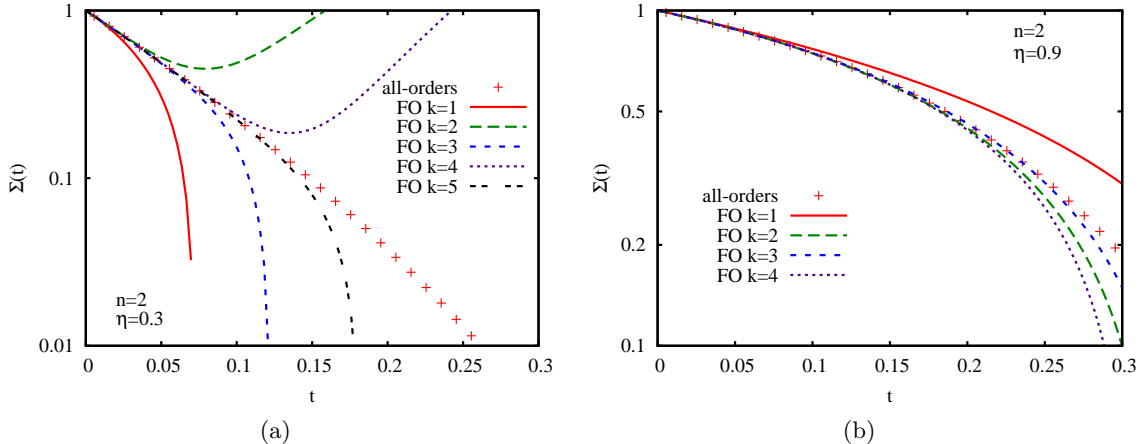 1
0.1
0.01
Σ(t)
0 0.05 0.1 0.15 0.2 0.25 0.3
t
n=2
η=0.3
all-orders
FO k=1
FO k=2
FO k=3
FO k=4
FO k=5
(a)
1
0.5
0.2
0.1
Σ(t)
0 0.05 0.1 0.15 0.2 0.25 0.3
t
n=2
η=0.9
all-orders
FO k=1
FO k=2
FO k=3
FO k=4
(b)